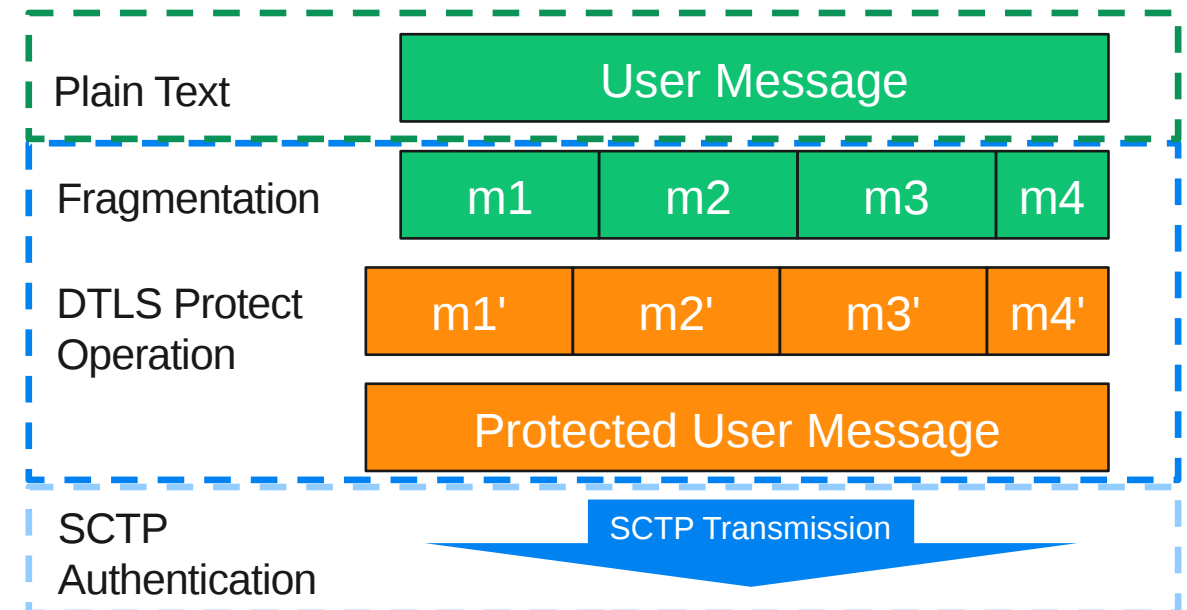 Plain Text
User Message
Fragmentation
m1 m2 m3 m4
DTLS Protect
Operation
m1' m2' m3' m4'
Protected User Message
SCTP
Authentication
SCTP Transmission